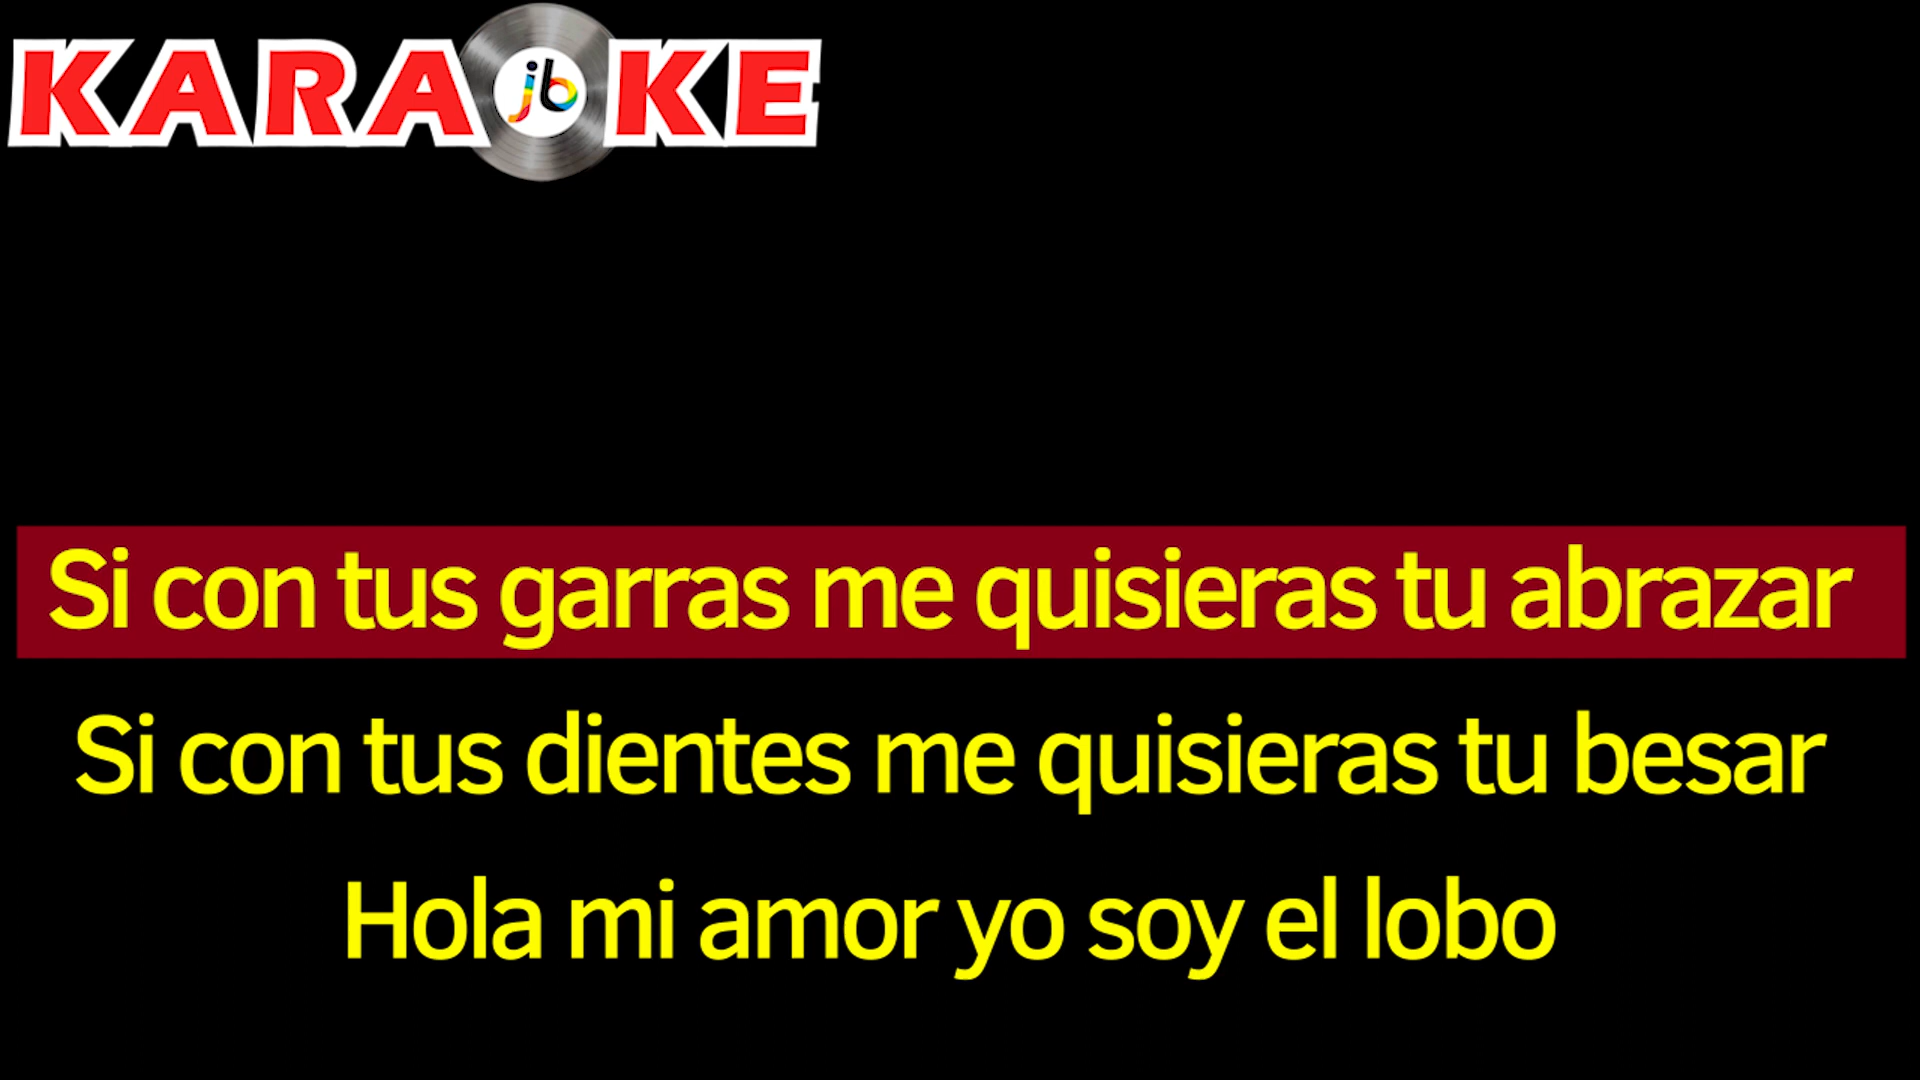 KARAOKE
jb
Si con tus garras me quisieras tu abrazar
Si con tus dientes me quisieras tu besar
Hola mi amor yo soy el lobo